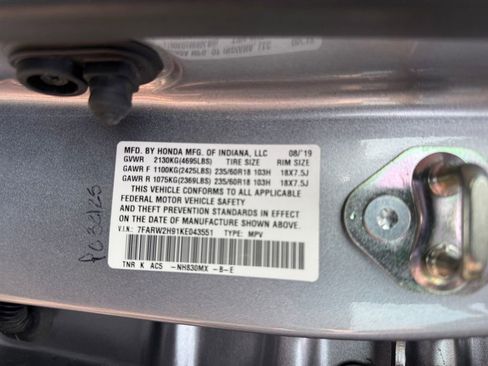 MFD. BY HONDA MFG. OF INDIANA, LLC 08/'19
GVWR 2130KG(4695LBS) TIRE SIZE RIM SIZE
GAWR F 1100KG(2425LBS) 235/60R18 103H 18X7.5J
GAWR R 1075KG(2369LBS) 235/60R18 103H 18X7.5J
THIS VEHICLE CONFORMS TO ALL APPLICABLE
FEDERAL MOTOR VEHICLE SAFETY
AND THEFT PREVENTION STANDARDS IN EFFECT
ON THE DATE OF MANUFACTURE SHOWN ABOVE.
V.I.N.: 7FARW2H91KE043551 TYPE: MPV
TNR K AC5 -NH830MX -B-E